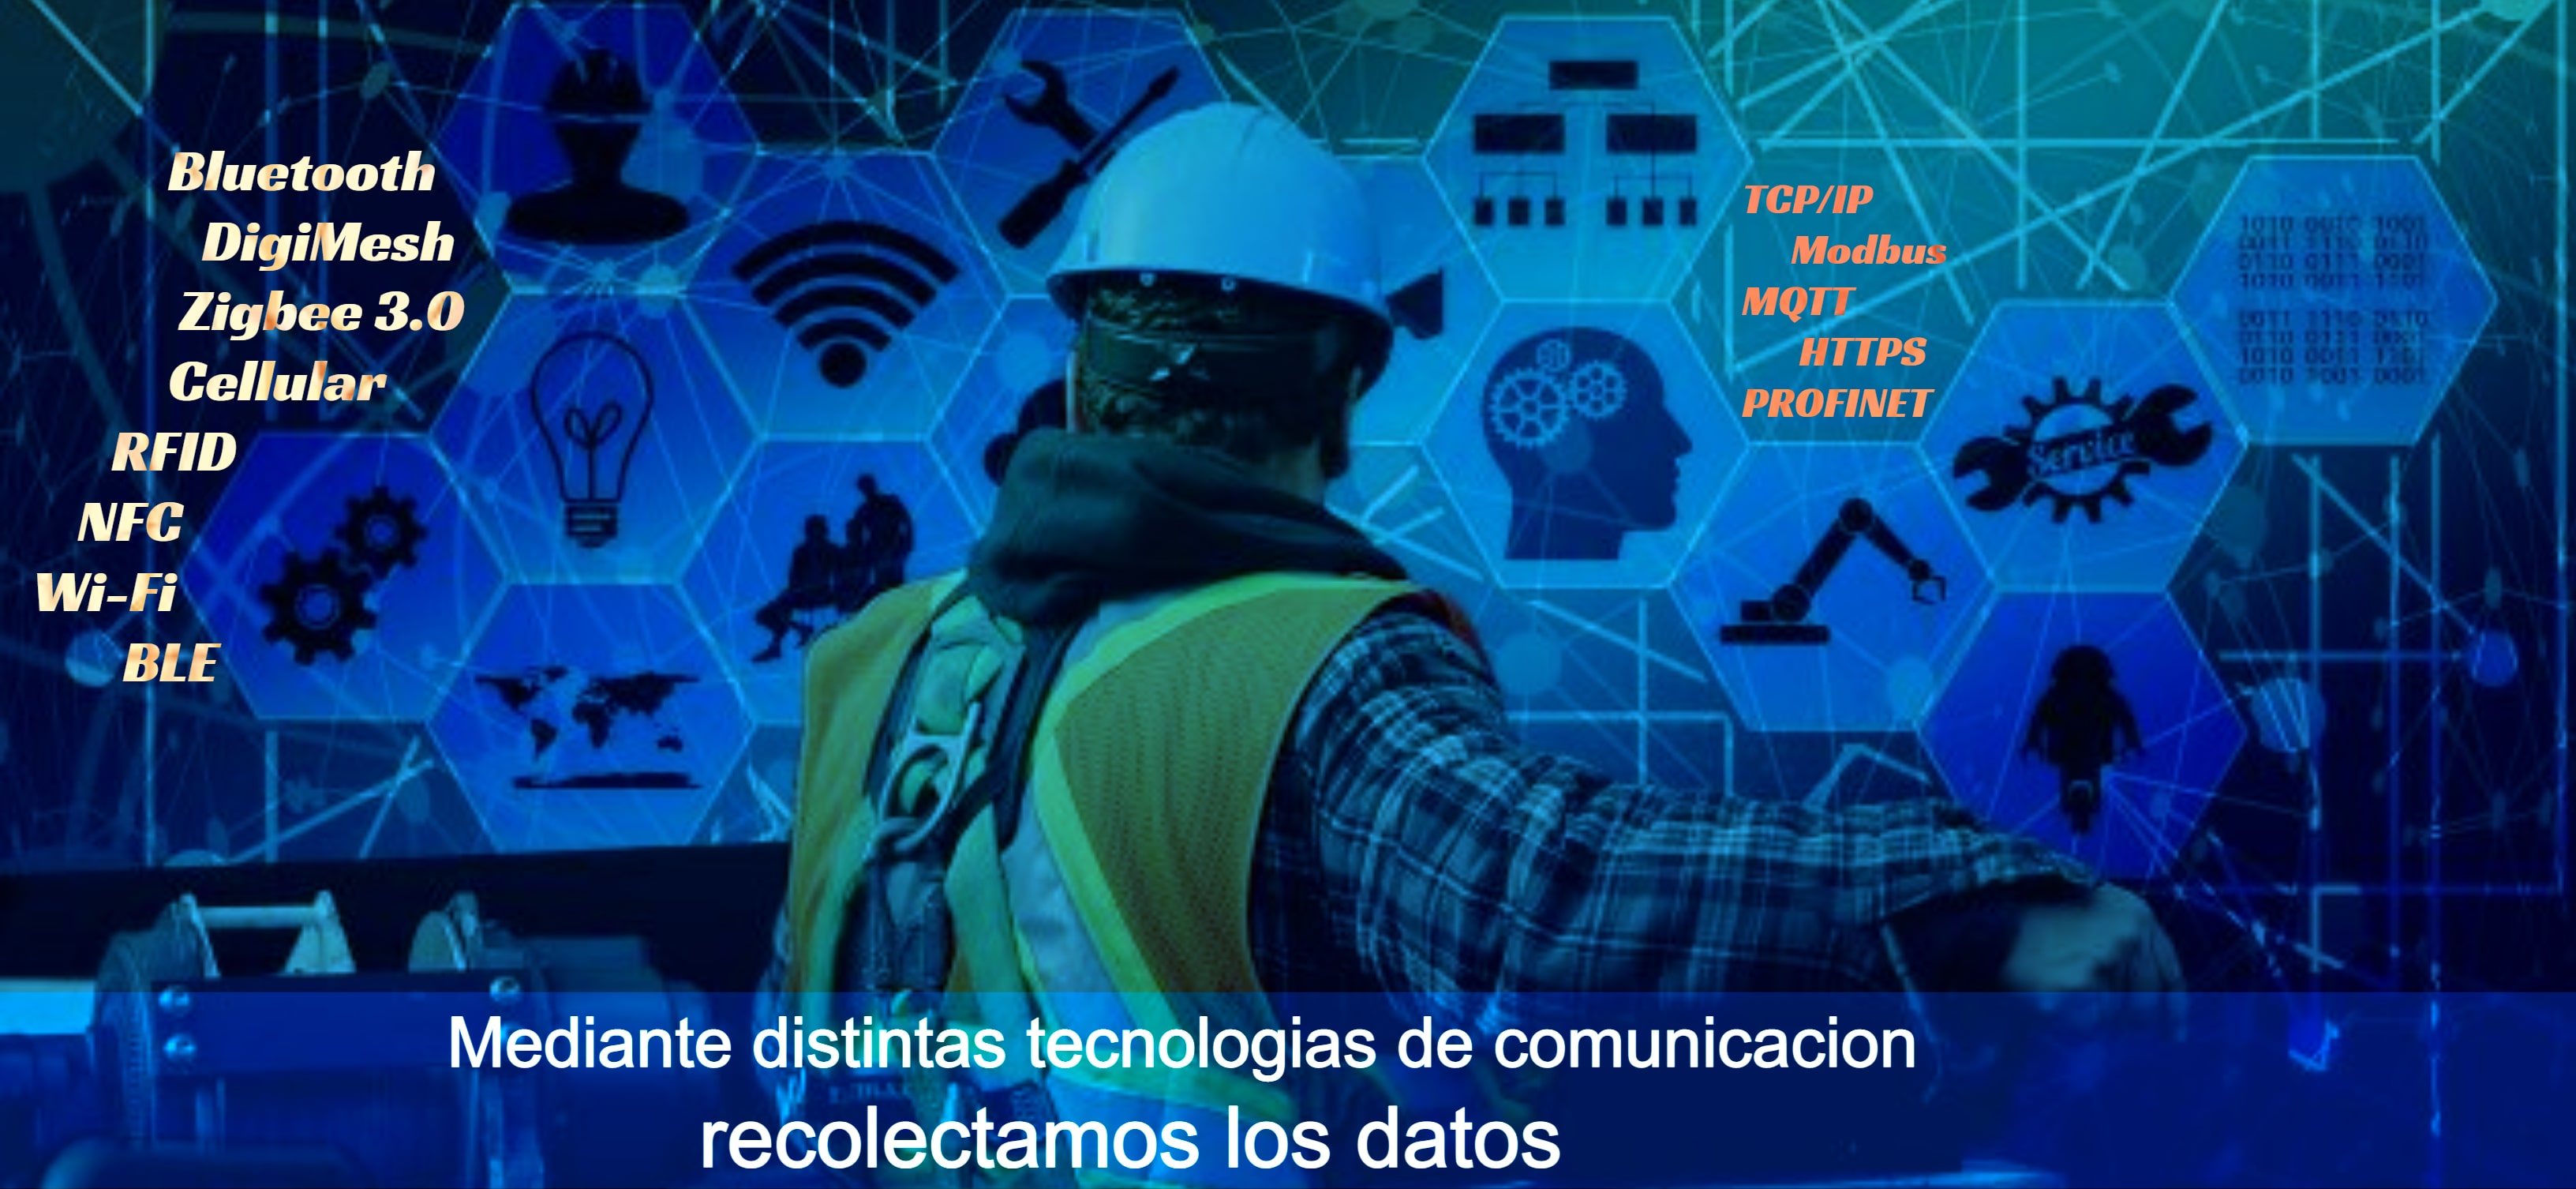 Bluetooth
DigiMesh
Zigbee 3.0
Cellular
RFID
NFC
Wi-Fi
BLE
TCP/IP
Modbus
MQTT
HTTPS
PROFINET
Service
Mediante distintas tecnologias de comunicacion
recolectamos los datos